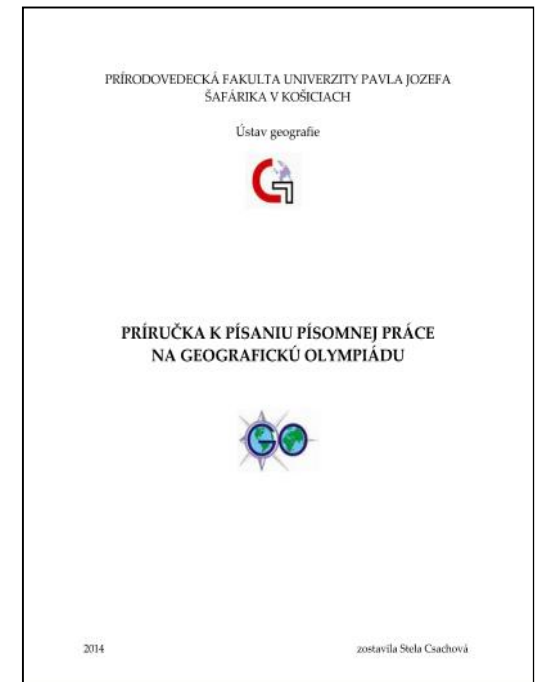 PRÍRODOVEDECKÁ FAKULTA UNIVERZITY PAVLA JOZEFA
ŠAFÁRIKA V KOŠICIACH
Ústav geografie
G
PRÍRUČKA K PÍSANIU PÍSOMNEJ PRÁCE
NA GEOGRAFICKÚ OLYMPIÁDU
GO
2014 zostavila Stela Csachová